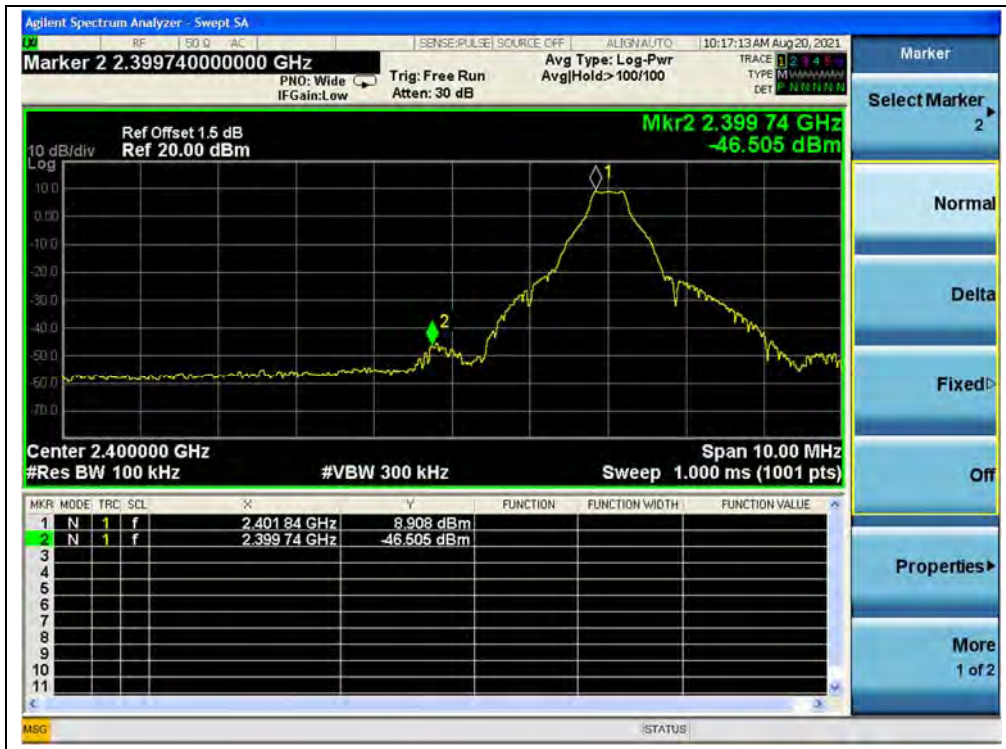 Agilent Spectrum Analyzer - Swept SA
LXI RF 50 Ω AC SENSE:PULSE SOURCE OFF ALIGN AUTO 10:17:13 AM Aug 20, 2021
Marker 2 2.399740000000 GHz
PNO: Wide
IFGain:Low
Trig: Free Run
Atten: 30 dB
Avg Type: Log-Pwr
Avg|Hold:> 100/100
TRACE 1 2 3 4 5 6
TYPE M
DET P N N N N N
Mkr2 2.399 74 GHz
-46.505 dBm
Ref Offset 1.5 dB
10 dB/div Ref 20.00 dBm
Log
10.0
0.00
-10.0
-20.0
-30.0
-40.0
-50.0
-60.0
-70.0
1
2
Center 2.400000 GHz Span 10.00 MHz
#Res BW 100 kHz #VBW 300 kHz Sweep 1.000 ms (1001 pts)
MKR MODE TRC SCL X Y FUNCTION FUNCTION WIDTH FUNCTION VALUE
1 N 1 f 2.401 84 GHz 8.908 dBm
2 N 1 f 2.399 74 GHz -46.505 dBm
3
4
5
6
7
8
9
10
11
MSG STATUS
Marker
Select Marker
2
Normal
Delta
Fixed
Off
Properties
More
1 of 2